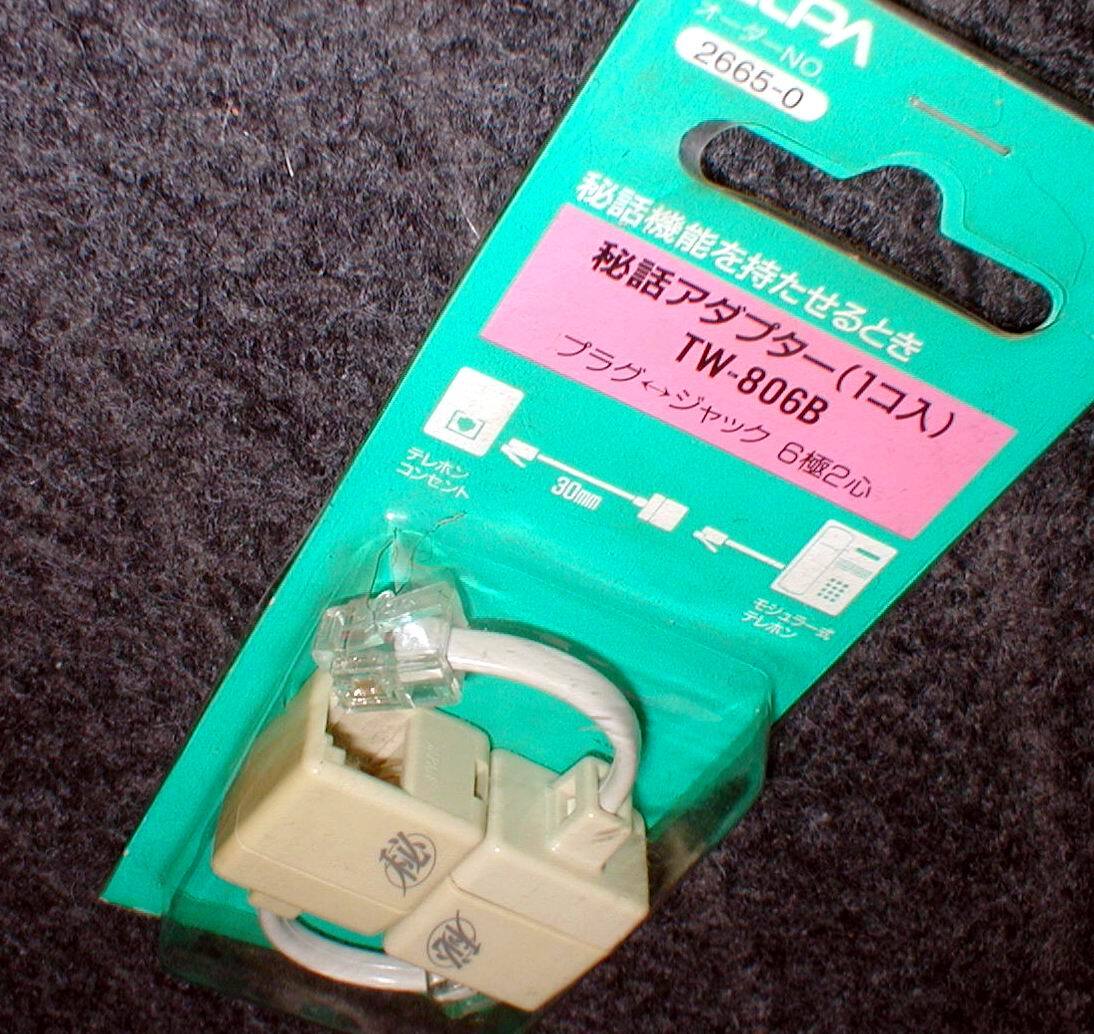 ELPA
オーダーNO.
2665-0
秘話機能を持たせるとき
秘話アダプター(1コ入)
TW-806B
プラグ↔ジャック 6極2心
テレホン
コンセント
30mm
モジュラー式
テレホン
秘
秘